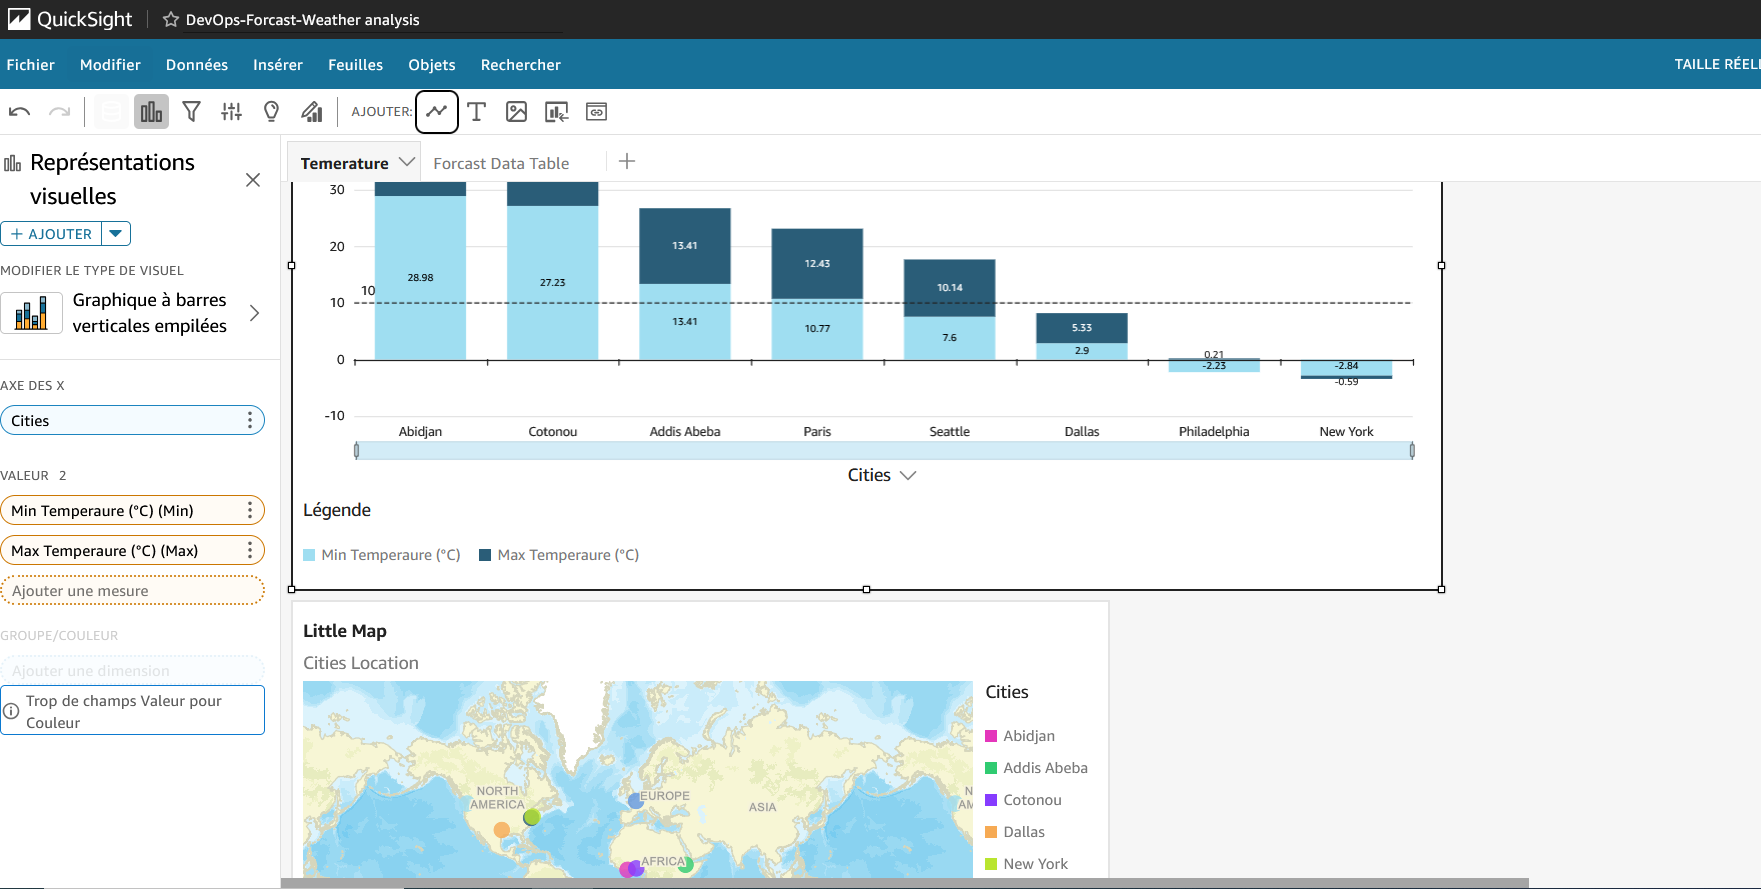 QuickSight
DevOps-Forcast-Weather analysis
Fichier Modifier Données Insérer Feuilles Objets Rechercher
TAILLE RÉEL
AJOUTER:
Représentations
visuelles
+ AJOUTER
MODIFIER LE TYPE DE VISUEL
Graphique à barres
verticales empilées
AXE DES X
Cities
VALEUR 2
Min Temperaure (°C) (Min)
Max Temperaure (°C) (Max)
Ajouter une mesure
GROUPE/COULEUR
Ajouter une dimension
Trop de champs Valeur pour
Couleur
Temerature
Forcast Data Table
30
20
10
0
-10
10
28.98
27.23
13.41
13.41
12.43
10.77
10.14
7.6
5.33
2.9
0.21
-2.23
-2.84
-0.59
Abidjan Cotonou Addis Abeba Paris Seattle Dallas Philadelphia New York
Cities
Légende
Min Temperaure (°C) Max Temperaure (°C)
Little Map
Cities Location
NORTH
AMERICA
EUROPE
ASIA
AFRICA
N
AM
Cities
Abidjan
Addis Abeba
Cotonou
Dallas
New York